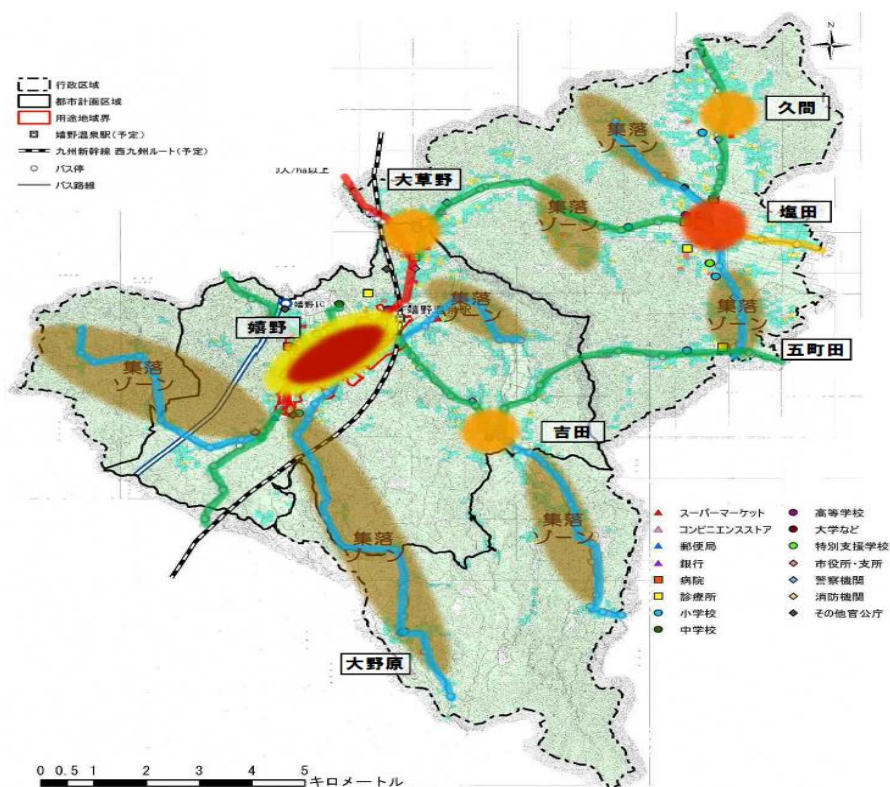 N
行政区域
都市計画区域
用途地域界
嬉野温泉駅(予定)
九州新幹線 西九州ルート(予定)
バス停
バス路線
人/ha以上
久間
集落
ゾーン
大草野
塩田
集落
ゾーン
集落
ゾーン
嬉野IC
集落
ゾーン
嬉野
五町田
集落
ゾーン
吉田
集落
ゾーン
集落
ゾーン
大野原
スーパーマーケット
コンビニエンスストア
郵便局
銀行
病院
診療所
小学校
中学校
高等学校
大学など
特別支援学校
市役所・支所
警察機関
消防機関
その他官公庁
0 0.5 1 2 3 4 5
キロメートル